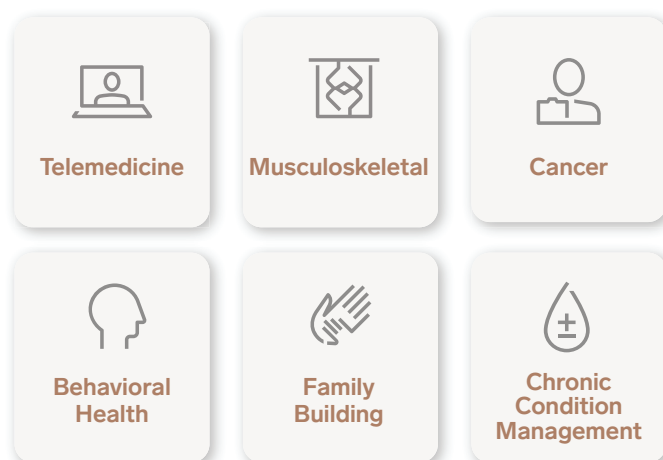 Telemedicine
Musculoskeletal
Cancer
Behavioral
Health
Family
Building
Chronic
Condition
Management